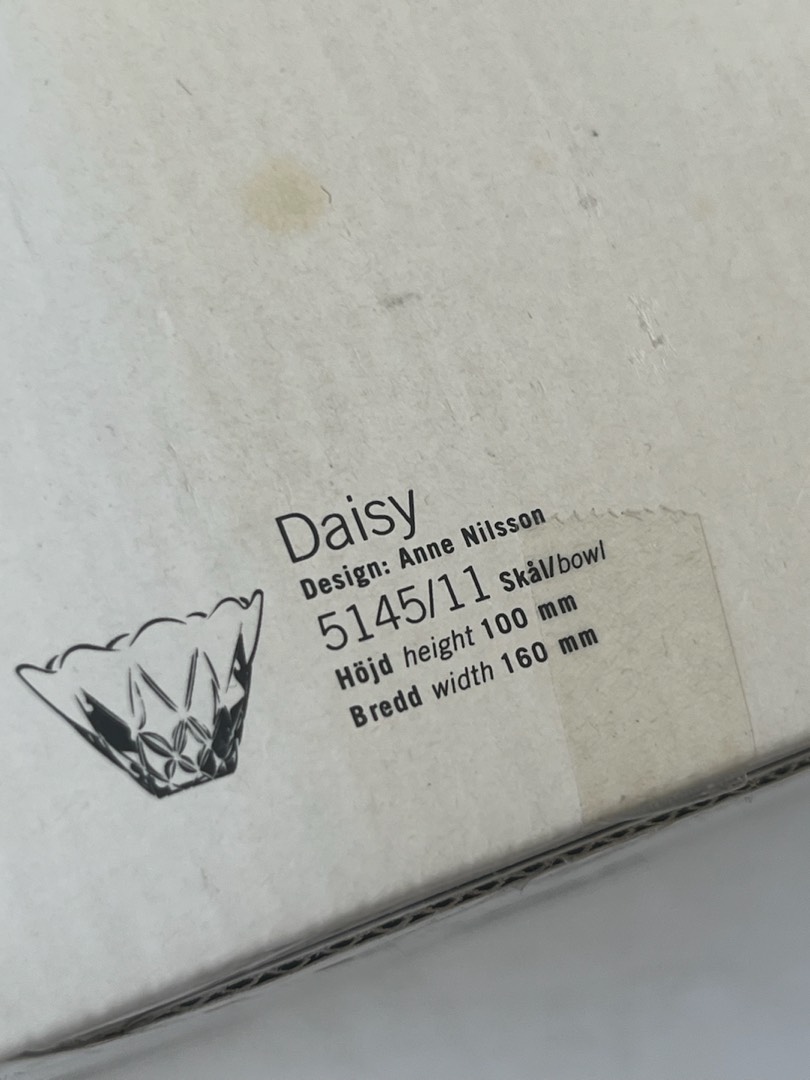 Daisy
Design: Anne Nilsson
5145/11 Skål/bowl
Höjd height 100 mm
Bredd width 160 mm